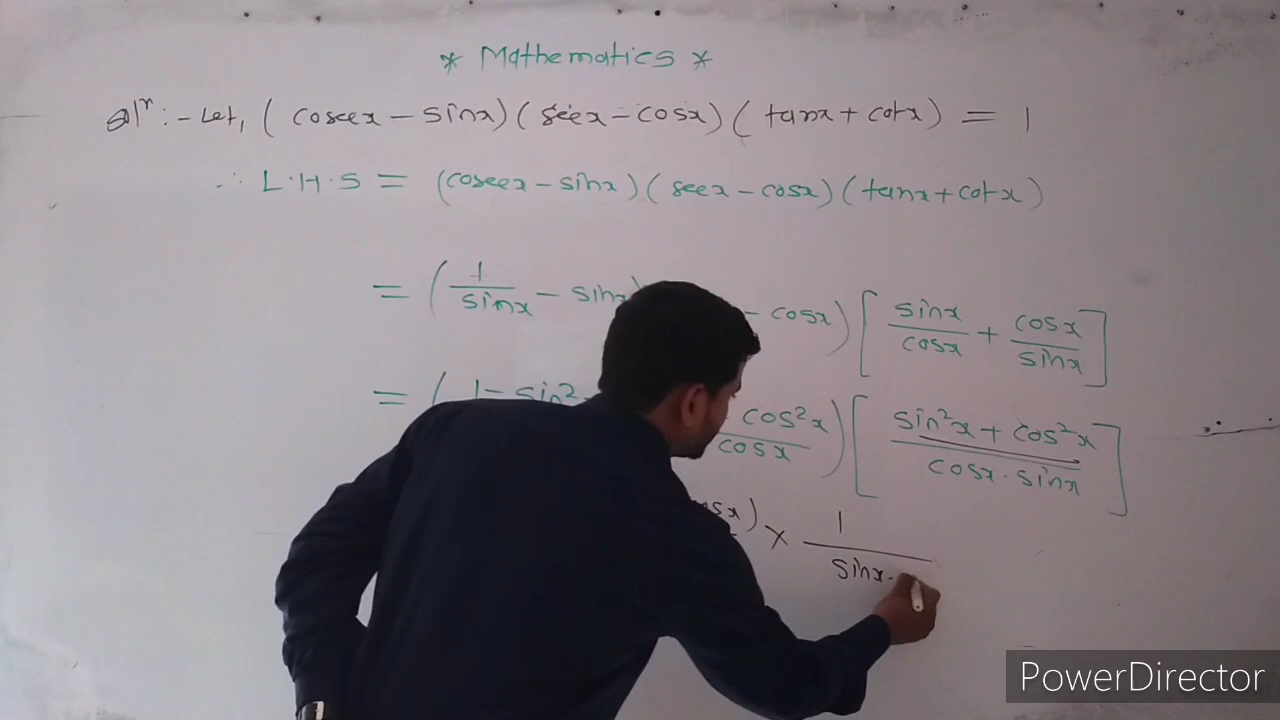 * Mathematics *
Solⁿ :- Let, ( cosecx - sinx) ( secx - cosx) ( tanx + cotx) = 1
∴ L.H.S = (cosecx - sinx) ( secx - cosx) ( tanx + cotx )
= ( 1/sinx - sinx) - cosx) [ sinx/cosx + cosx/sinx ]
= ( 1 - sin² cos²x/cosx ) [ sin²x + cos²x/cosx . sinx ]
) × 1/sinx .
PowerDirector